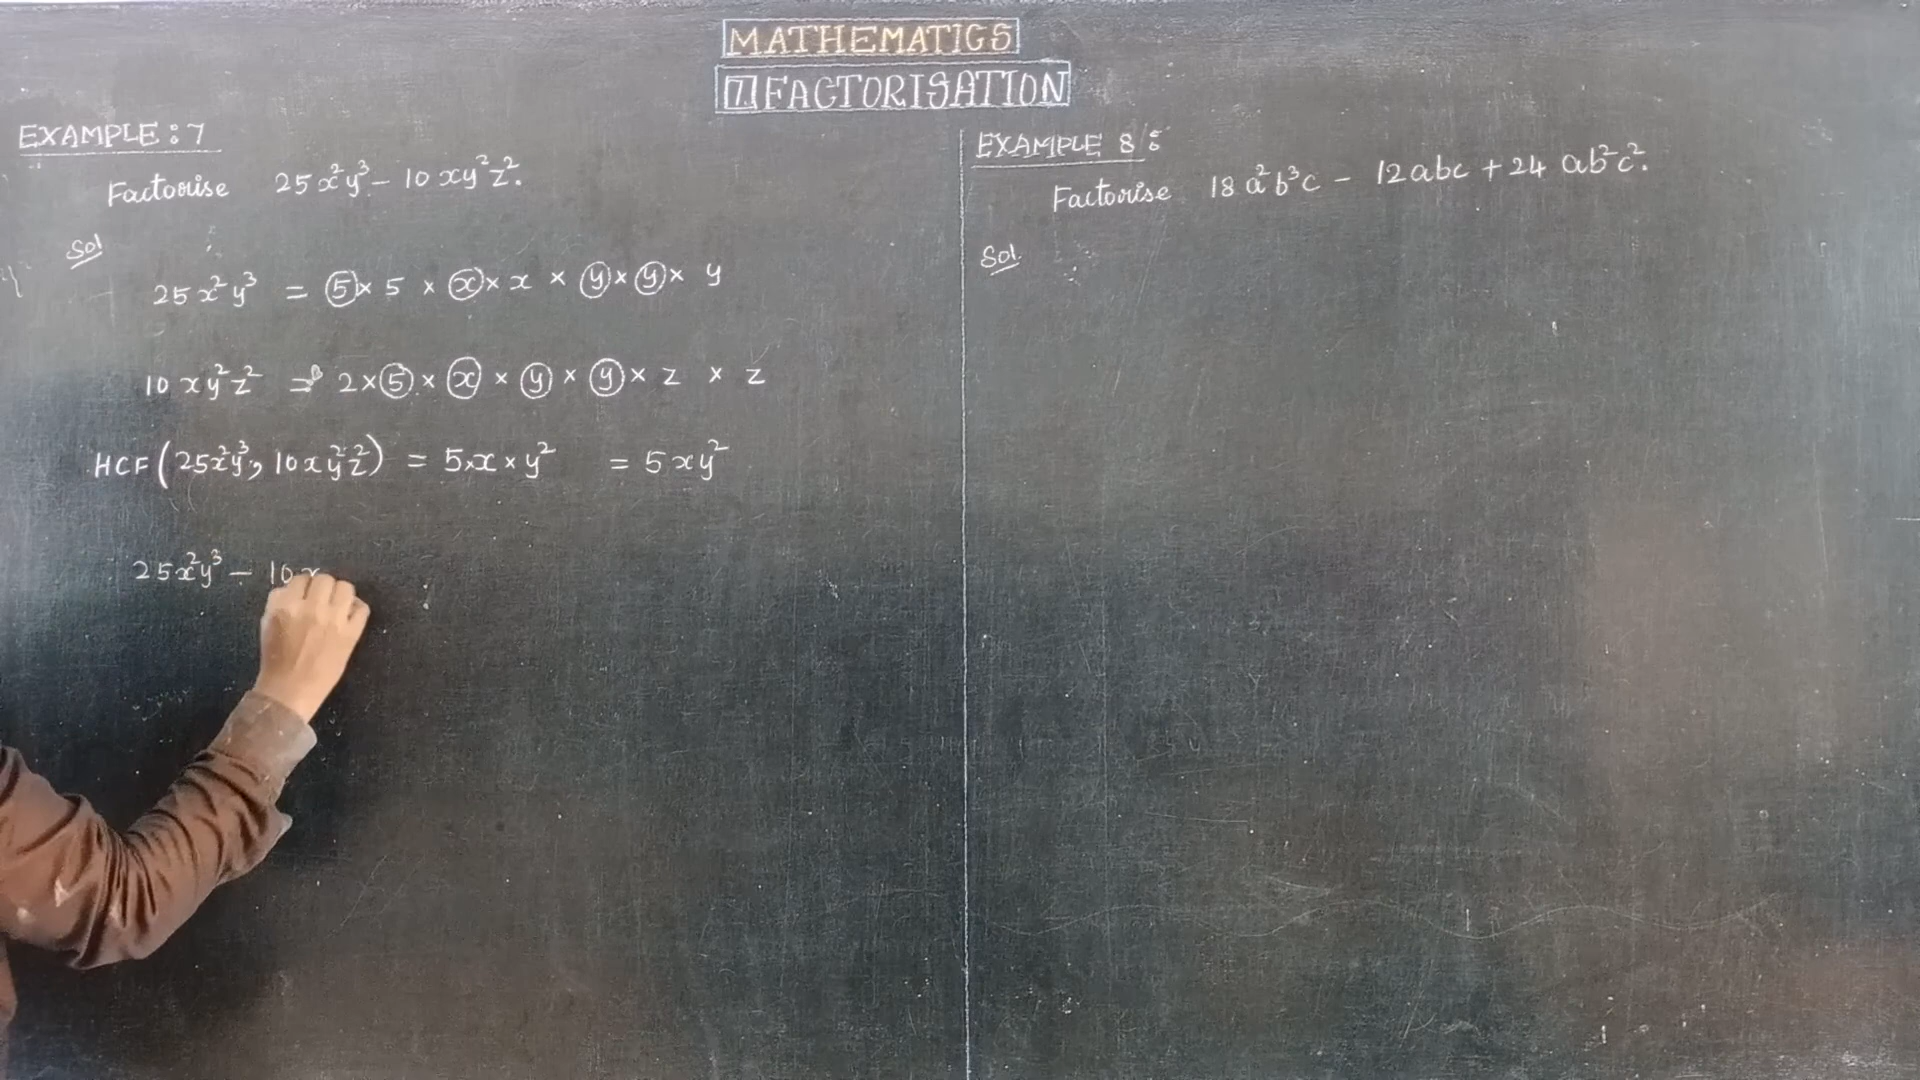 MATHEMATICS
7. FACTORISATION
EXAMPLE : 7
Factorise 25x²y³ – 10xy²z².
Sol
25x²y³ = 5 × 5 × x × x × y × y × y
10xy²z² = 2 × 5 × x × y × y × z × z
HCF (25x²y³, 10xy²z²) = 5 × x × y² = 5xy²
25x²y³ – 10x
EXAMPLE 8 :
Factorise 18a²b³c – 12abc + 24ab²c².
Sol.